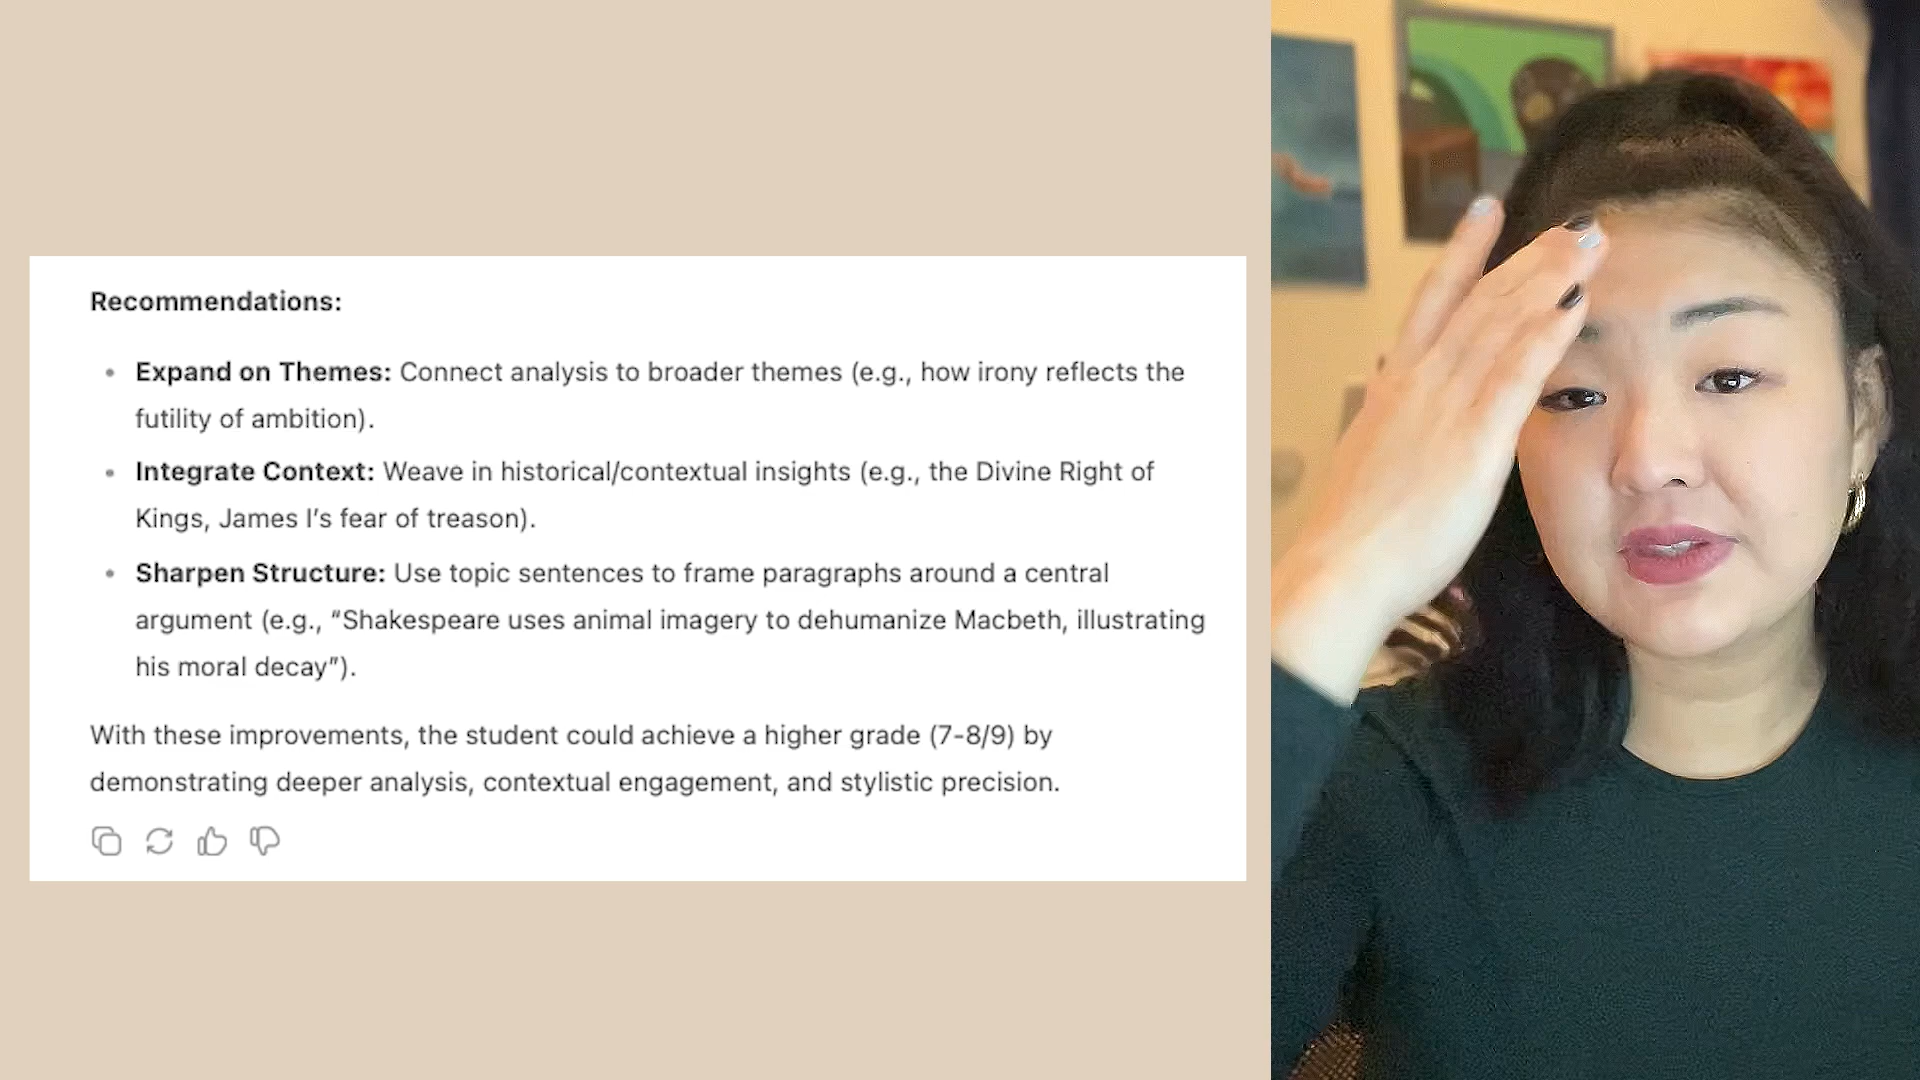 Recommendations:
• Expand on Themes: Connect analysis to broader themes (e.g., how irony reflects the
futility of ambition).
• Integrate Context: Weave in historical/contextual insights (e.g., the Divine Right of
Kings, James I's fear of treason).
• Sharpen Structure: Use topic sentences to frame paragraphs around a central
argument (e.g., "Shakespeare uses animal imagery to dehumanize Macbeth, illustrating
his moral decay").
With these improvements, the student could achieve a higher grade (7-8/9) by
demonstrating deeper analysis, contextual engagement, and stylistic precision.